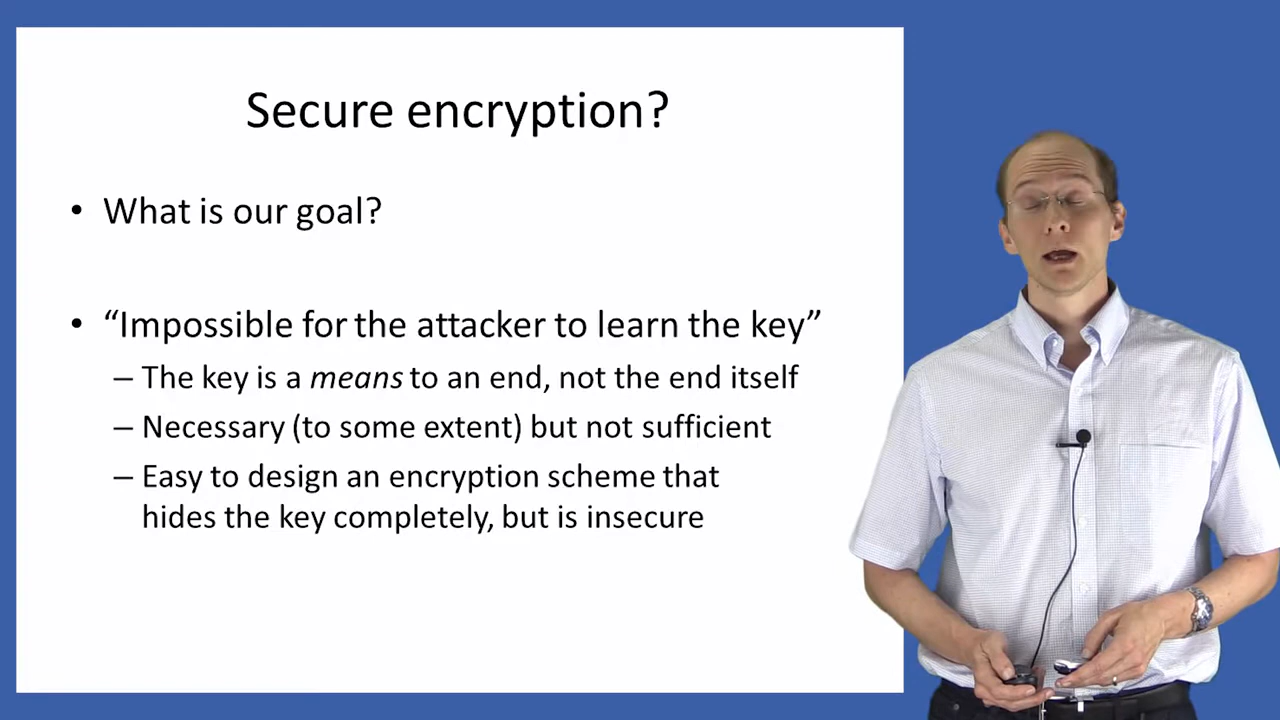 Secure encryption?
• What is our goal?
• “Impossible for the attacker to learn the key”
– The key is a means to an end, not the end itself
– Necessary (to some extent) but not sufficient
– Easy to design an encryption scheme that
hides the key completely, but is insecure